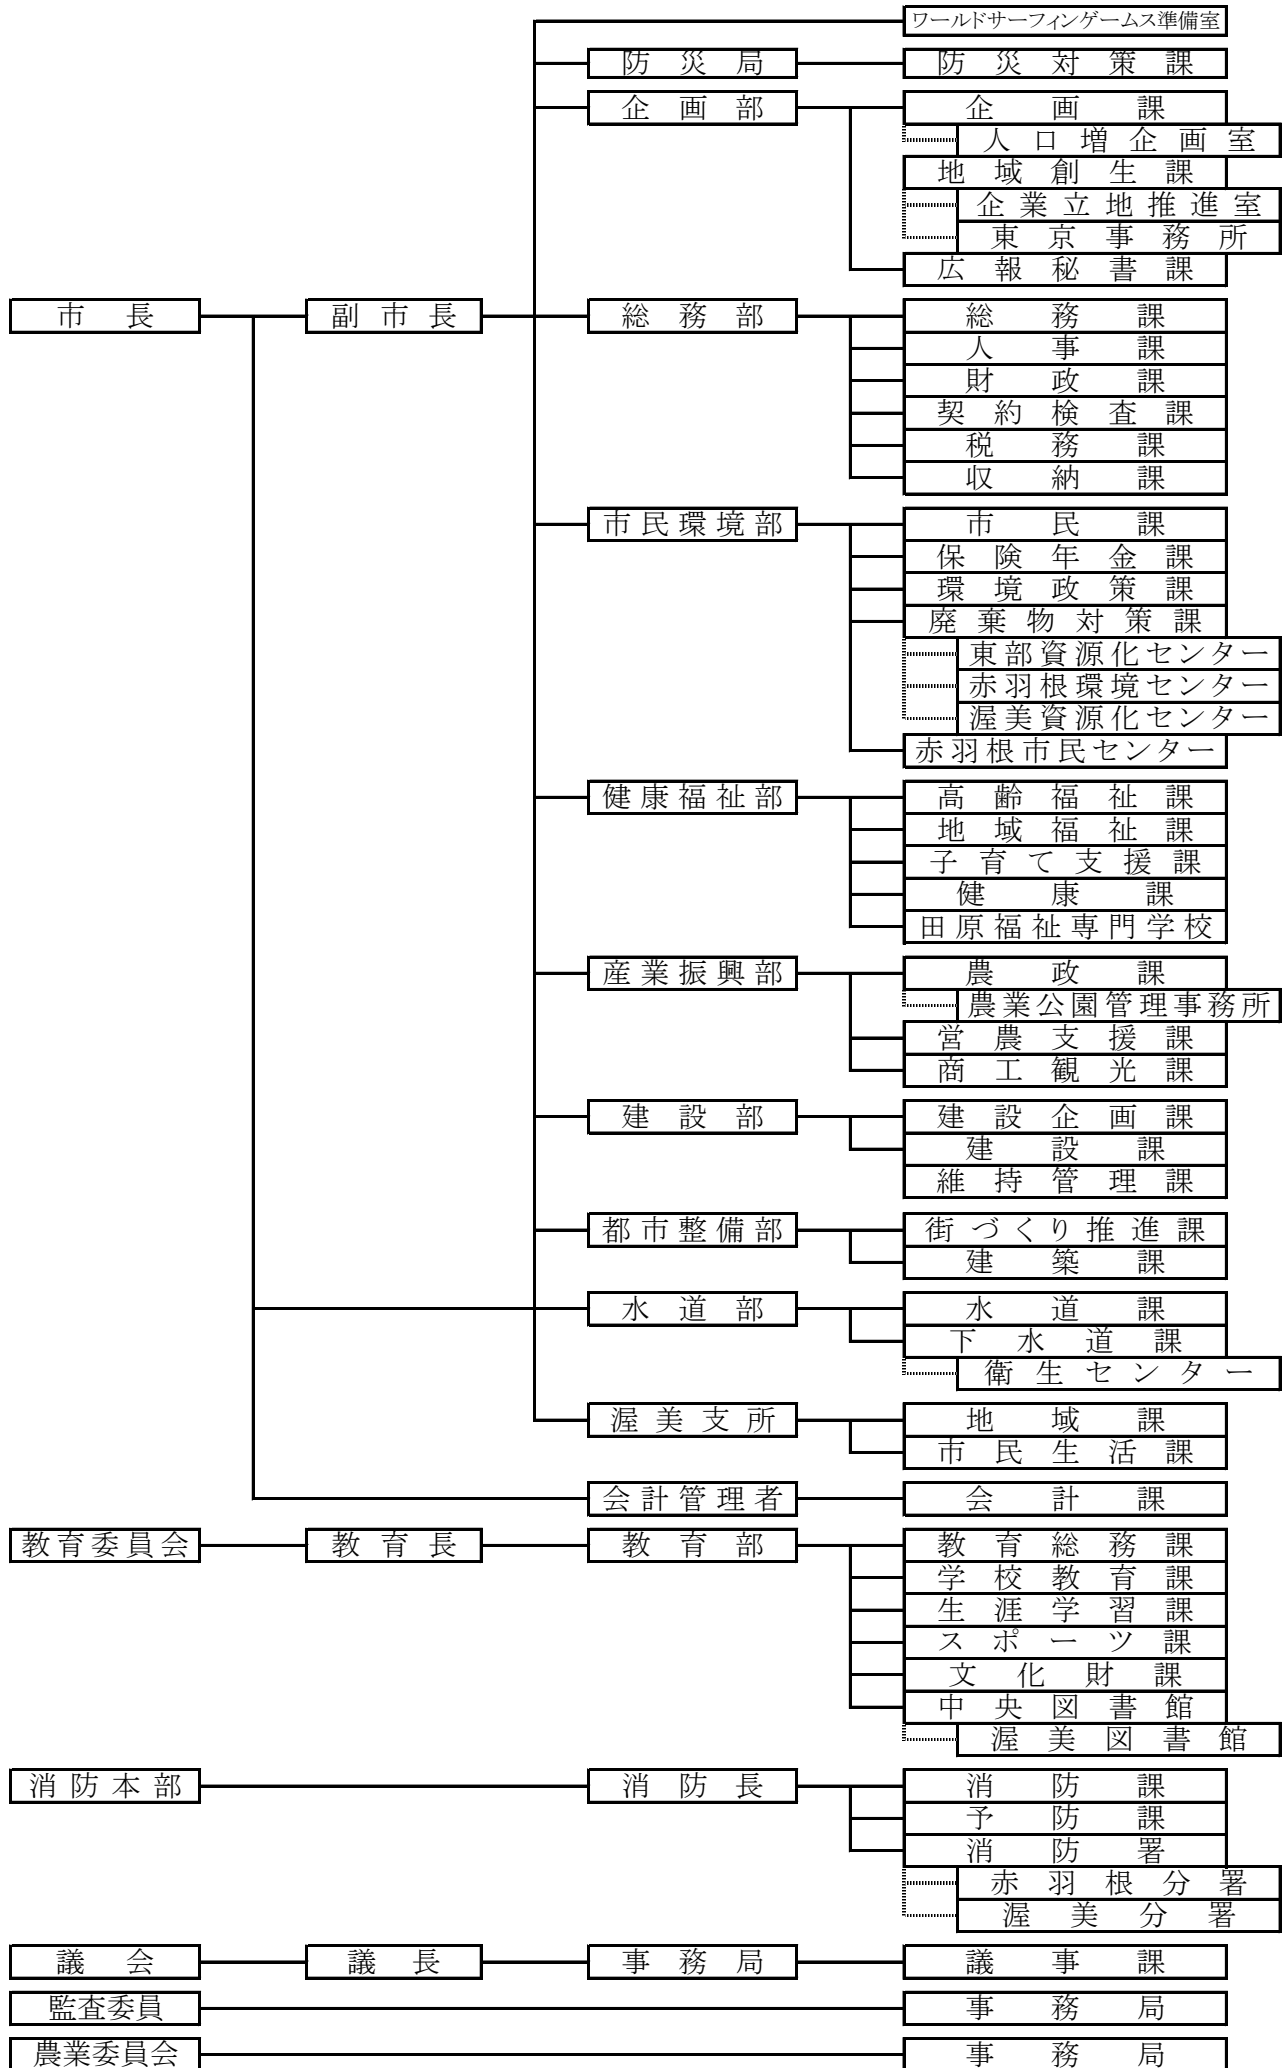 ワールドサーフィンゲームス準備室
防災局 防災対策課
企画部 企画課
人口増企画室
地域創生課
企業立地推進室
東京事務所
広報秘書課
市長 副市長 総務部 総務課
人事課
財政課
契約検査課
税務課
収納課
市民環境部 市民課
保険年金課
環境政策課
廃棄物対策課
東部資源化センター
赤羽根環境センター
渥美資源化センター
赤羽根市民センター
健康福祉部 高齢福祉課
地域福祉課
子育て支援課
健康課
田原福祉専門学校
産業振興部 農政課
農業公園管理事務所
営農支援課
商工観光課
建設部 建設企画課
建設課
維持管理課
都市整備部 街づくり推進課
建築課
水道部 水道課
下水道課
衛生センター
渥美支所 地域課
市民生活課
会計管理者 会計課
教育委員会 教育長 教育部 教育総務課
学校教育課
生涯学習課
スポーツ課
文化財課
中央図書館
渥美図書館
消防本部 消防長 消防課
予防課
消防署
赤羽根分署
渥美分署
議会 議長 事務局 議事課
監査委員 事務局
農業委員会 事務局